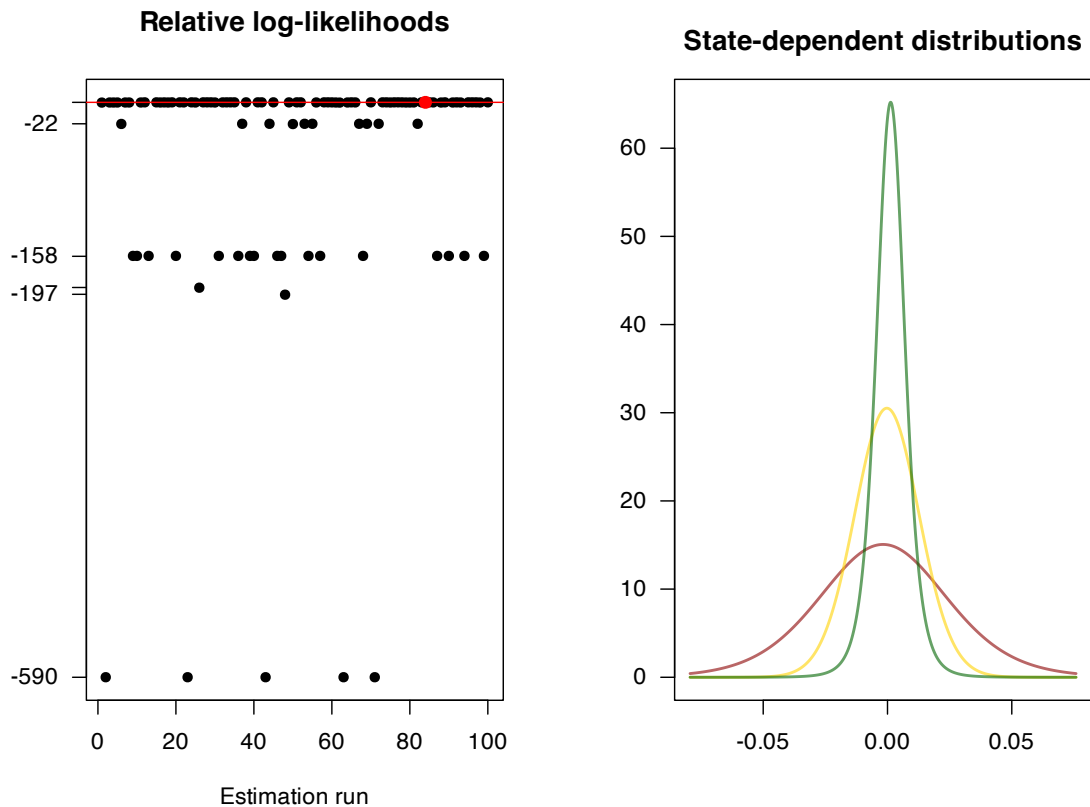 Relative log-likelihoods
-22
-158
-197
-590
0 20 40 60 80 100
Estimation run
State-dependent distributions
60
50
40
30
20
10
0
-0.05 0.00 0.05